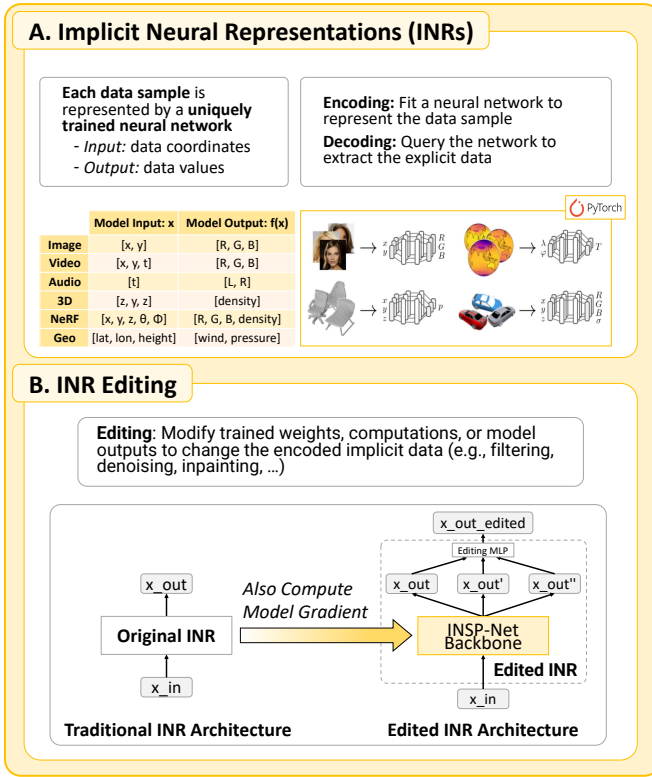 A. Implicit Neural Representations (INRs)
Each data sample is
represented by a uniquely
trained neural network
- Input: data coordinates
- Output: data values
Encoding: Fit a neural network to
represent the data sample
Decoding: Query the network to
extract the explicit data
Model Input: x Model Output: f(x)
Image [x, y] [R, G, B]
Video [x, y, t] [R, G, B]
Audio [t] [L, R]
3D [z, y, z] [density]
NeRF [x, y, z, θ, Φ] [R, G, B, density]
Geo [lat, lon, height] [wind, pressure]
PyTorch
x
y
R
G
B
λ
φ
T
x
y
z
p
x
y
z
R
G
B
σ
B. INR Editing
Editing: Modify trained weights, computations, or model
outputs to change the encoded implicit data (e.g., filtering,
denoising, inpainting, …)
x_out
Original INR
x_in
Traditional INR Architecture
Also Compute
Model Gradient
x_out_edited
Editing MLP
x_out x_out' x_out''
INSP-Net
Backbone
Edited INR
x_in
Edited INR Architecture